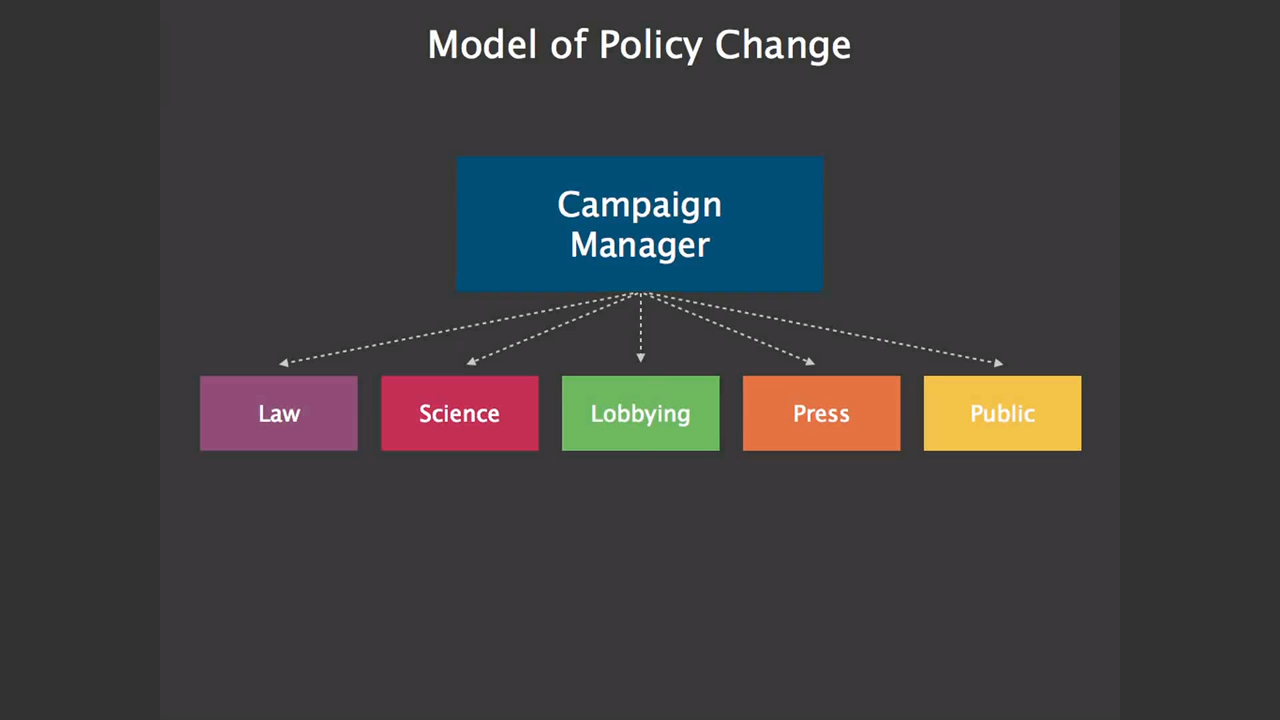 Model of Policy Change
Campaign
Manager
Law
Science
Lobbying
Press
Public